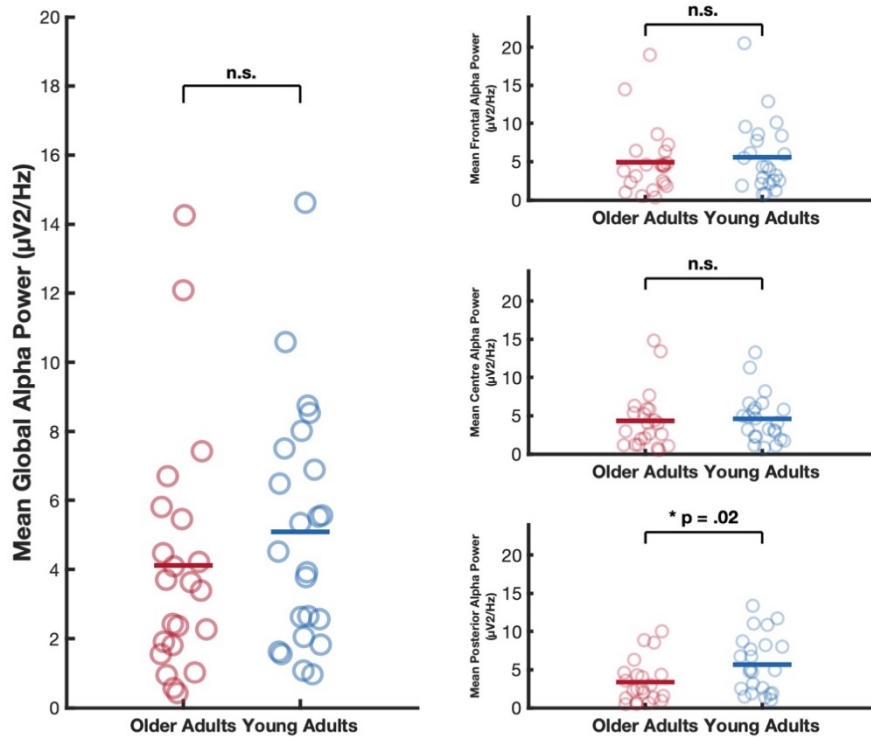 Mean Global Alpha Power (µV2/Hz)
20
18
16
14
12
10
8
6
4
2
0
n.s.
Older Adults Young Adults
Mean Frontal Alpha Power
(µV2/Hz)
20
15
10
5
0
n.s.
Older Adults Young Adults
Mean Centre Alpha Power
(µV2/Hz)
20
15
10
5
0
n.s.
Older Adults Young Adults
Mean Posterior Alpha Power
(µV2/Hz)
20
15
10
5
0
* p = .02
Older Adults Young Adults